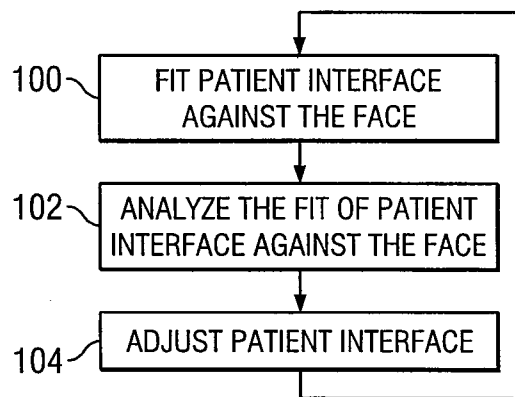 100
FIT PATIENT INTERFACE
AGAINST THE FACE
102
ANALYZE THE FIT OF PATIENT
INTERFACE AGAINST THE FACE
104
ADJUST PATIENT INTERFACE